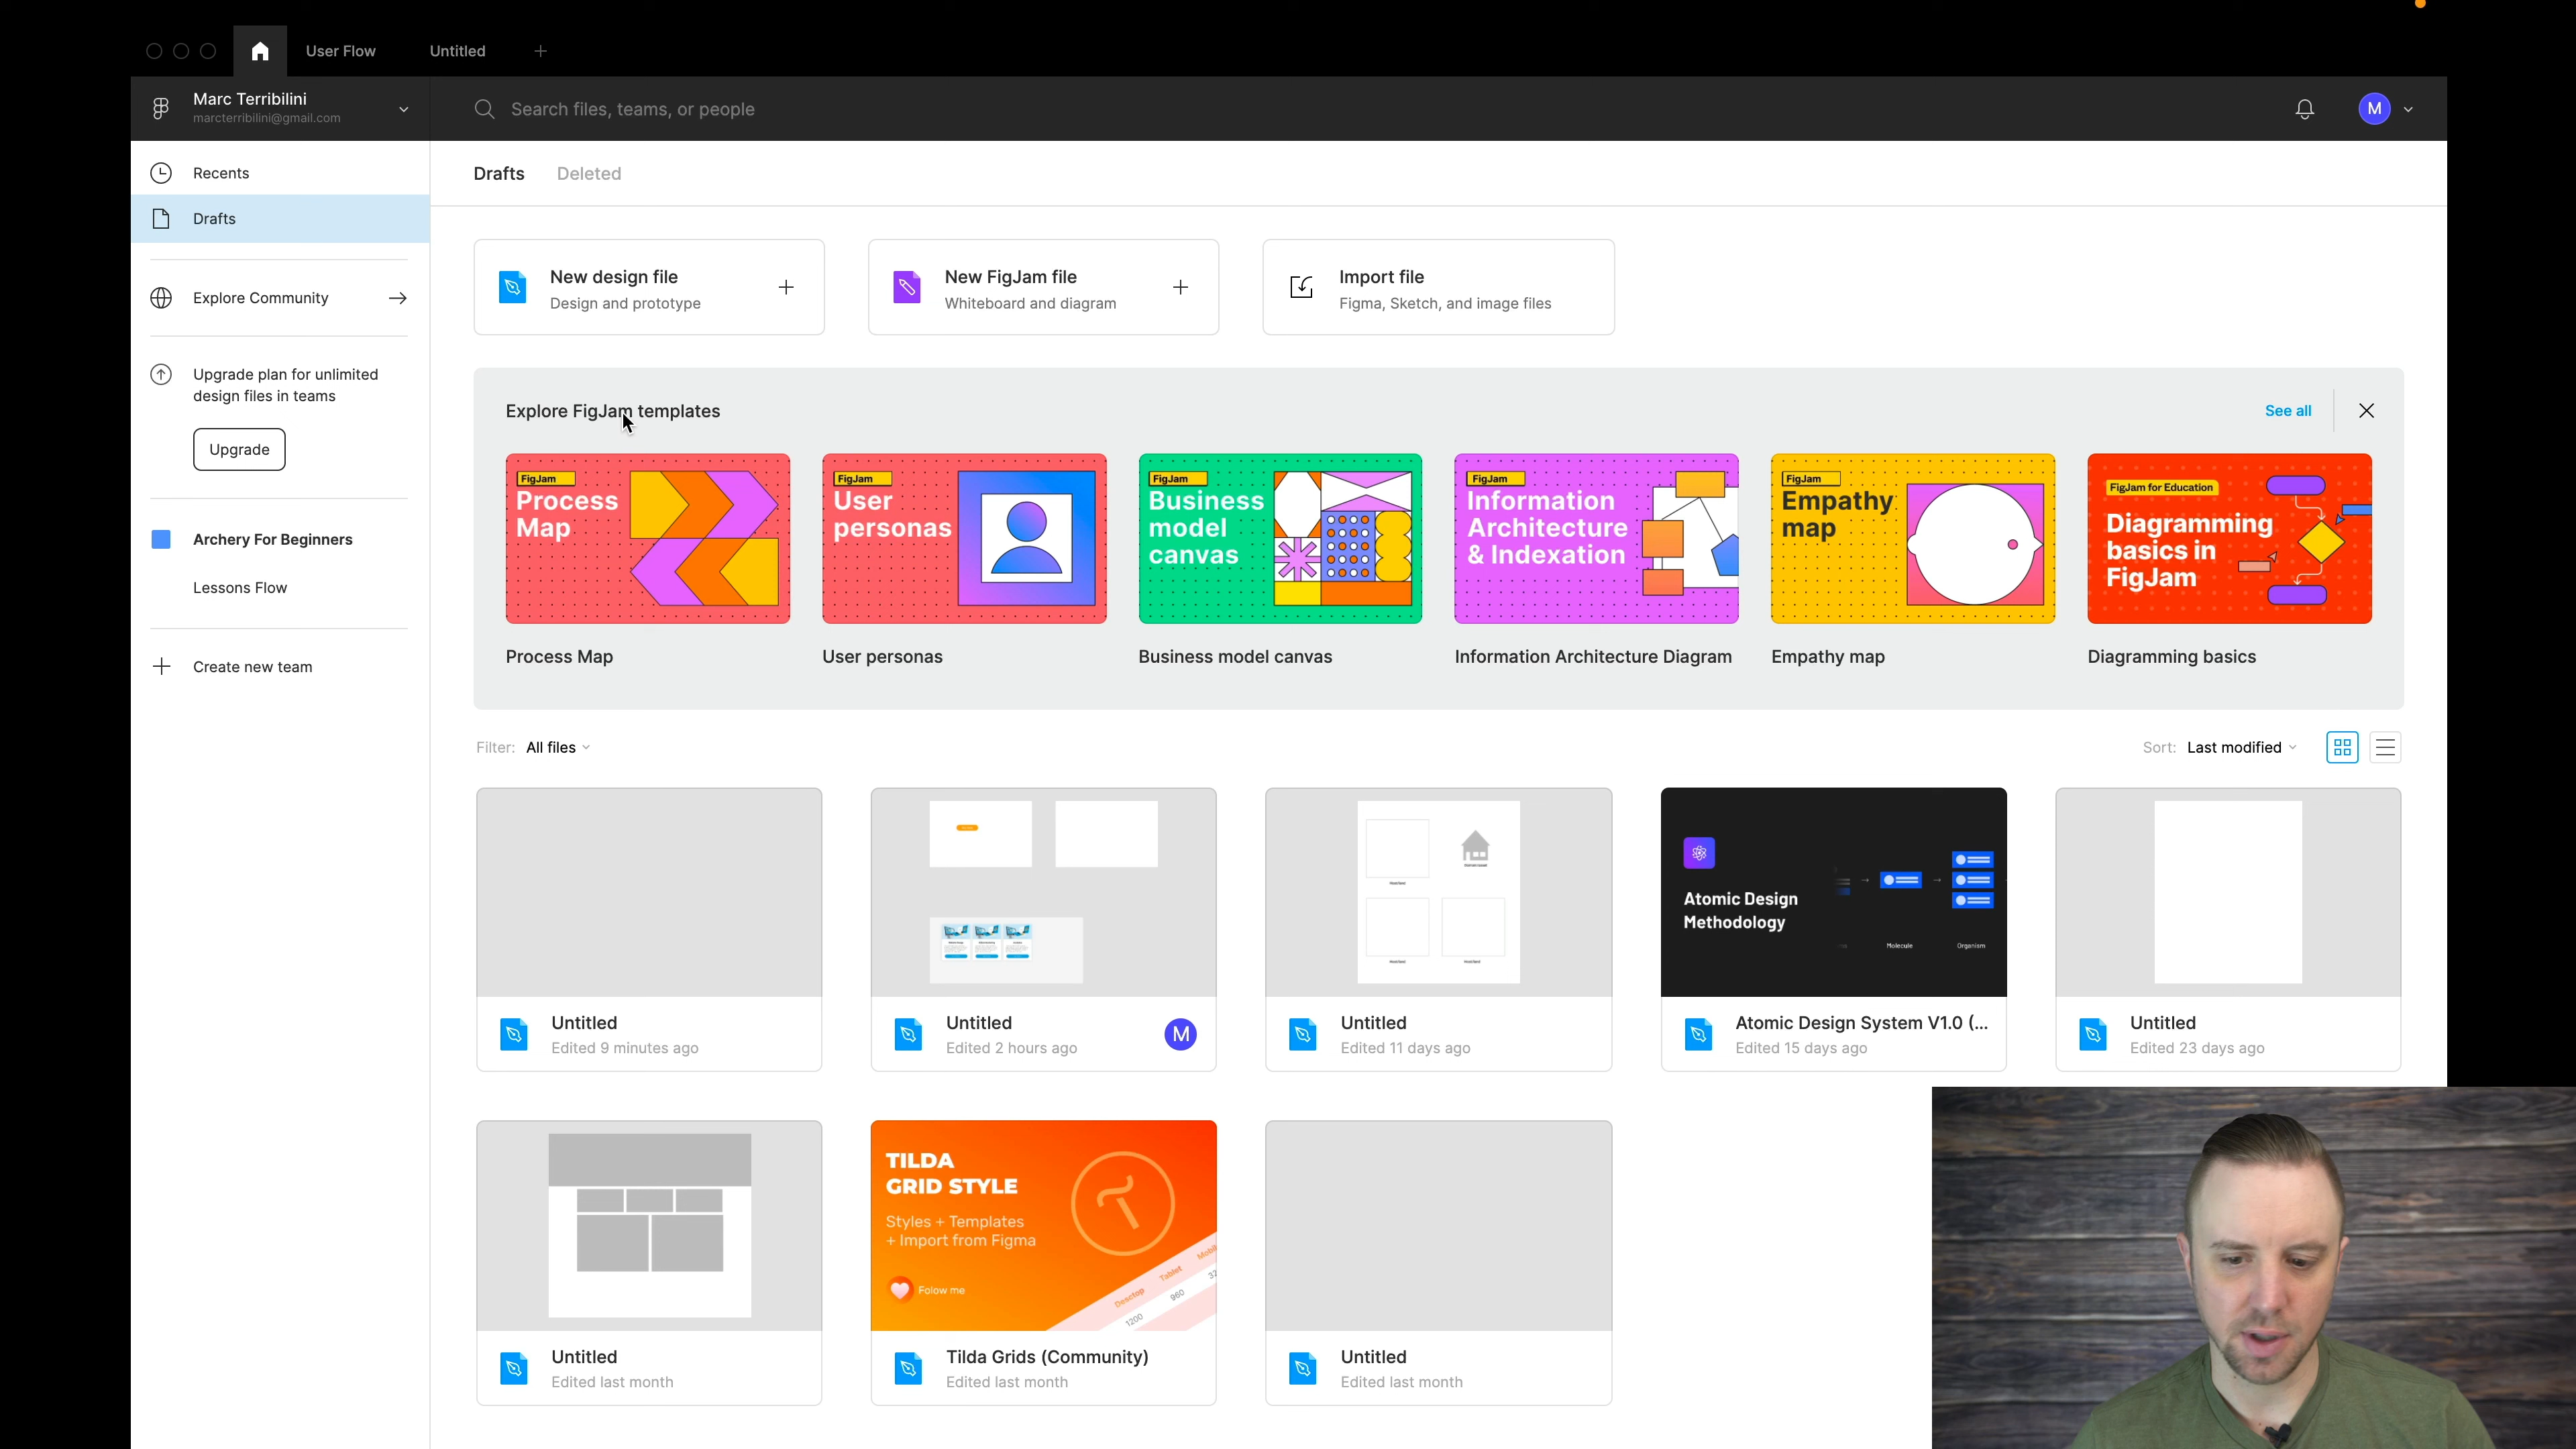 User Flow
Untitled
Marc Terribilini
marcterribilini@gmail.com
Search files, teams, or people
M
Recents
Drafts
Explore Community
Upgrade plan for unlimited
design files in teams
Upgrade
Archery For Beginners
Lessons Flow
Create new team
Drafts
Deleted
New design file
Design and prototype
New FigJam file
Whiteboard and diagram
Import file
Figma, Sketch, and image files
Explore FigJam templates
See all
FigJam
Process
Map
Process Map
FigJam
User
personas
User personas
FigJam
Business
model
canvas
Business model canvas
FigJam
Information
Architecture
& Indexation
Information Architecture Diagram
FigJam
Empathy
map
Empathy map
FigJam for Education
Diagramming
basics in
FigJam
Diagramming basics
Filter: All files
Sort: Last modified
Untitled
Edited 9 minutes ago
Untitled
Edited 2 hours ago
M
Untitled
Edited 11 days ago
Atomic Design
Methodology
Molecule
Organism
Atomic Design System V1.0 (...
Edited 15 days ago
Untitled
Edited 23 days ago
Untitled
Edited last month
TILDA
GRID STYLE
Styles + Templates
+ Import from Figma
Folow me
Desctop
Tablet
1200
960
Tilda Grids (Community)
Edited last month
Untitled
Edited last month